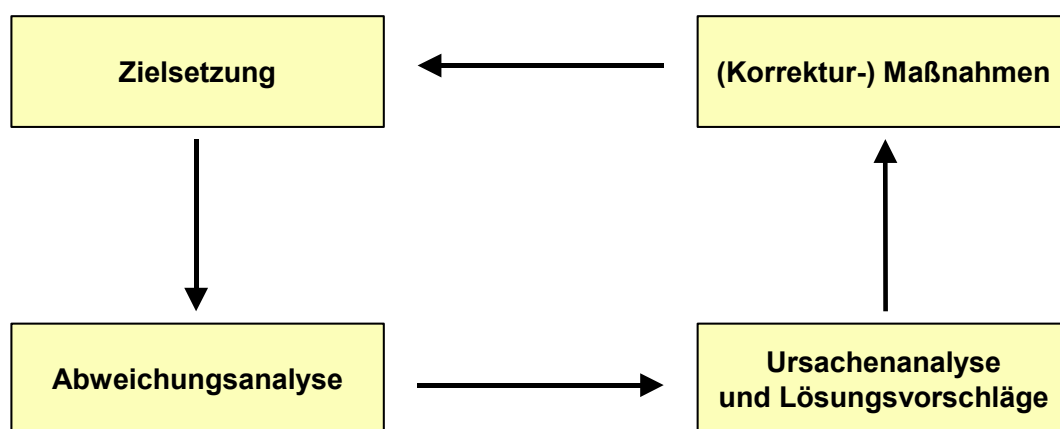 Zielsetzung
(Korrektur-) Maßnahmen
Abweichungsanalyse
Ursachenanalyse
und Lösungsvorschläge